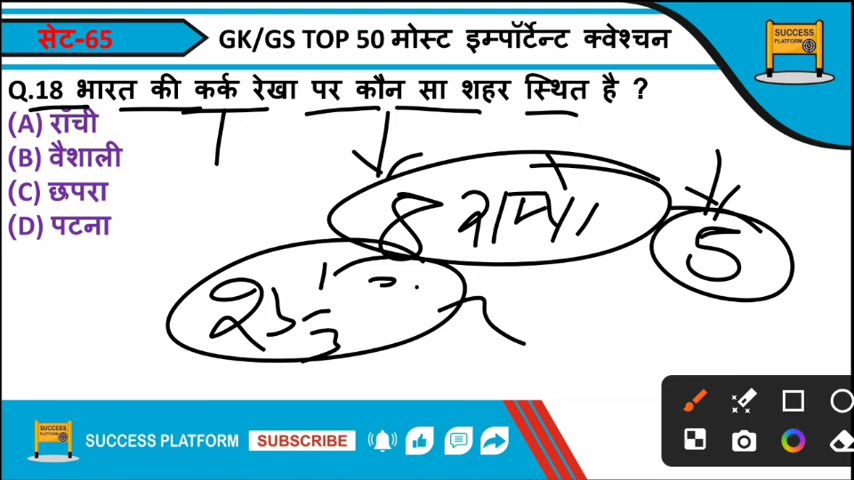 सेट-65
GK/GS TOP 50 मोस्ट इम्पॉर्टेन्ट क्वेश्चन
SUCCESS
PLATFORM
Q.18 भारत की कर्क रेखा पर कौन सा शहर स्थित है ?
(A) राँची
(B) वैशाली
(C) छपरा
(D) पटना
8 राज्यों
5
SUCCESS
PLATFORM
SUCCESS PLATFORM
SUBSCRIBE